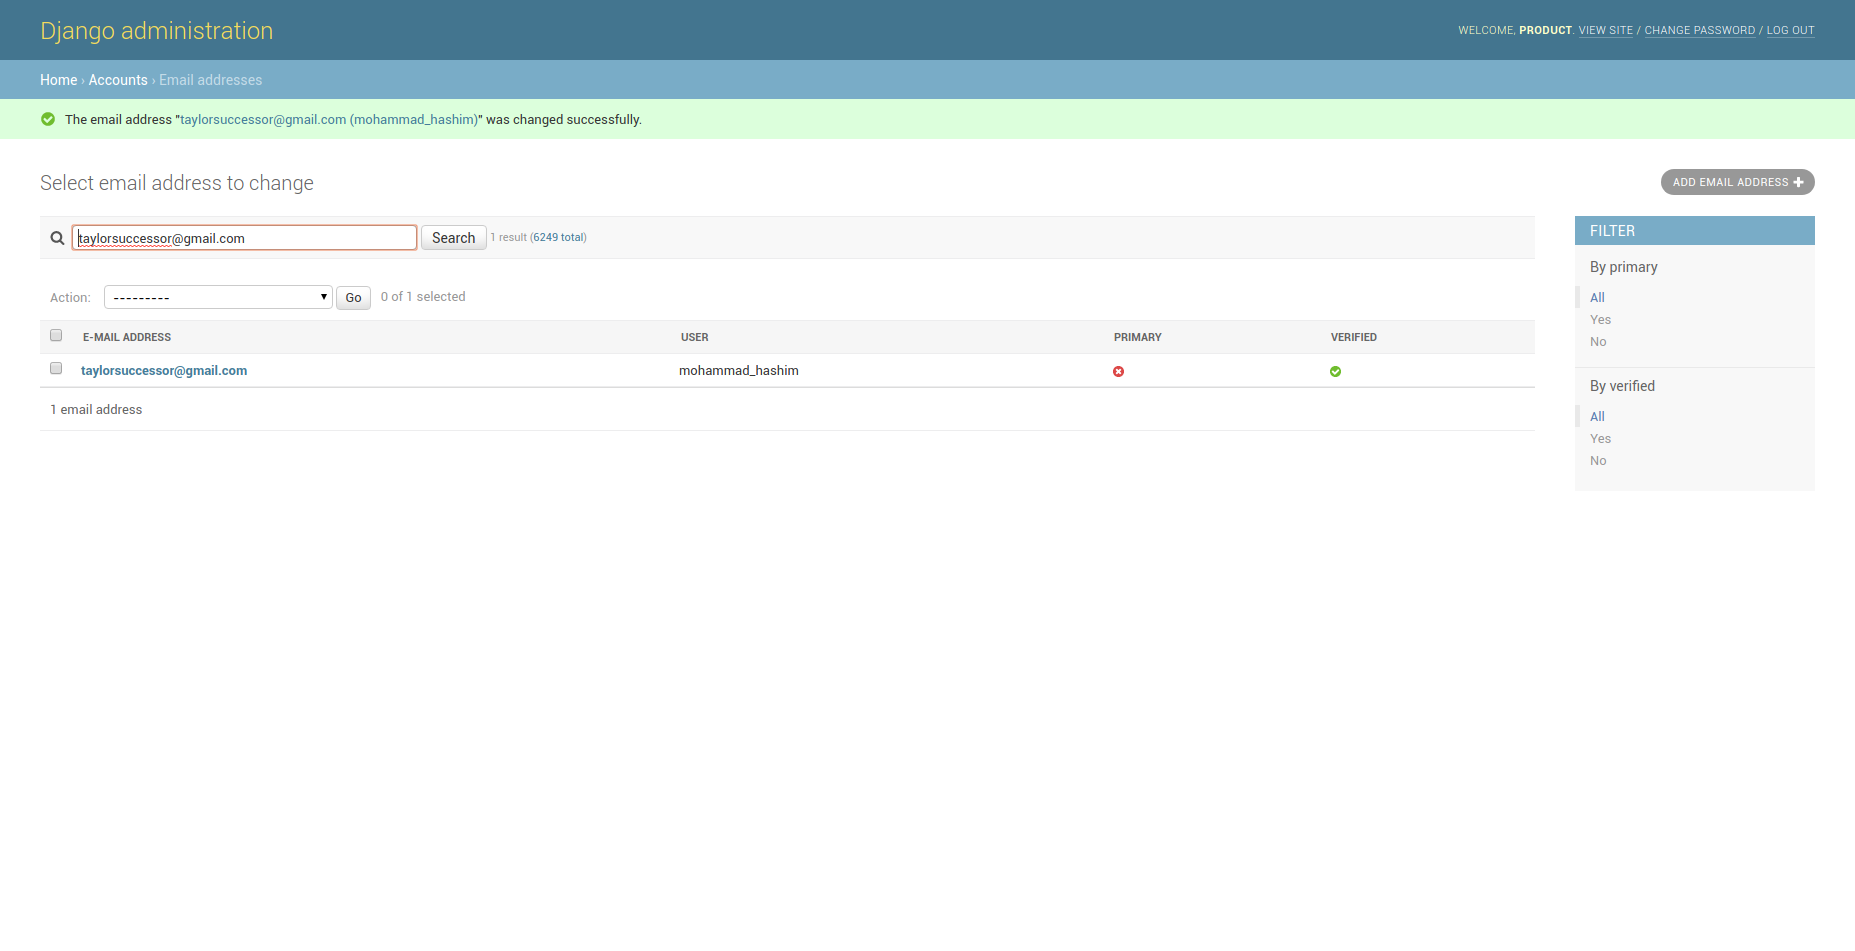 Django administration
WELCOME, PRODUCT. VIEW SITE / CHANGE PASSWORD / LOG OUT
Home › Accounts › Email addresses
The email address "taylorsuccessor@gmail.com (mohammad_hashim)" was changed successfully.
Select email address to change
ADD EMAIL ADDRESS
taylorsuccessor@gmail.com Search 1 result (6249 total)
Action: --------- Go 0 of 1 selected
E-MAIL ADDRESS USER PRIMARY VERIFIED
taylorsuccessor@gmail.com mohammad_hashim
1 email address
FILTER
By primary
All
Yes
No
By verified
All
Yes
No